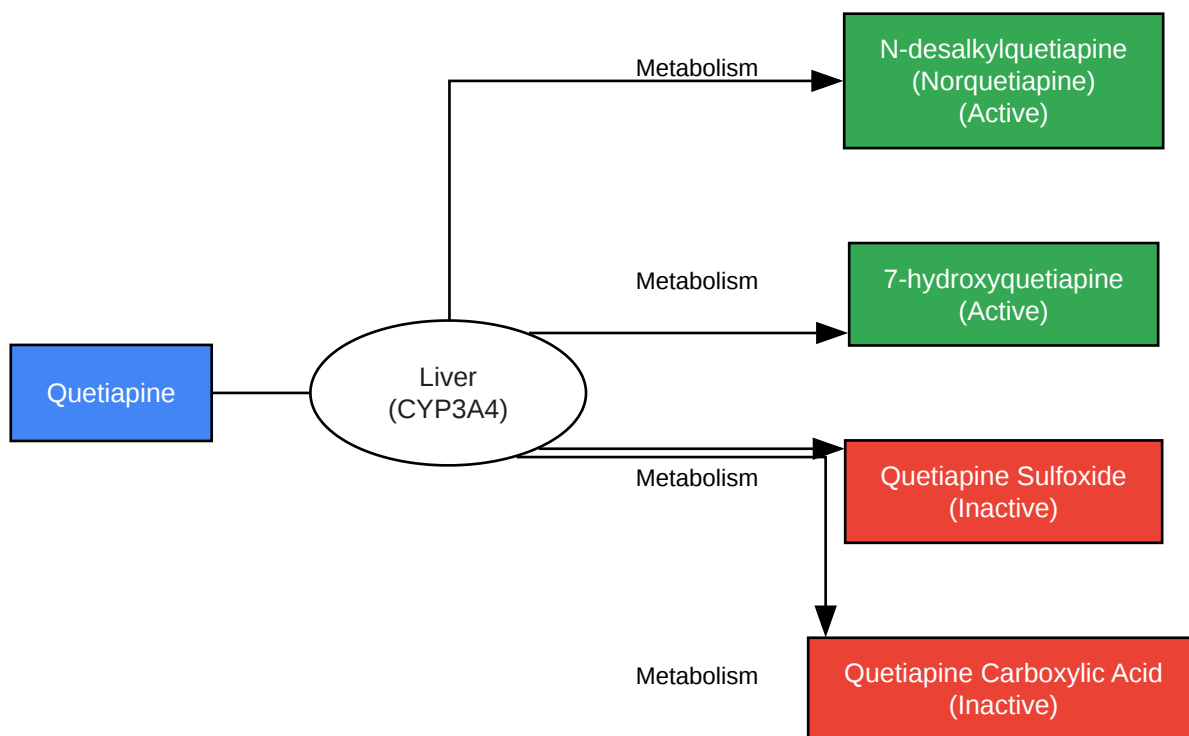 Metabolism
N-desalkylquetiapine
(Norquetiapine)
(Active)
Metabolism
7-hydroxyquetiapine
(Active)
Quetiapine
Liver
(CYP3A4)
Metabolism
Quetiapine Sulfoxide
(Inactive)
Metabolism
Quetiapine Carboxylic Acid
(Inactive)